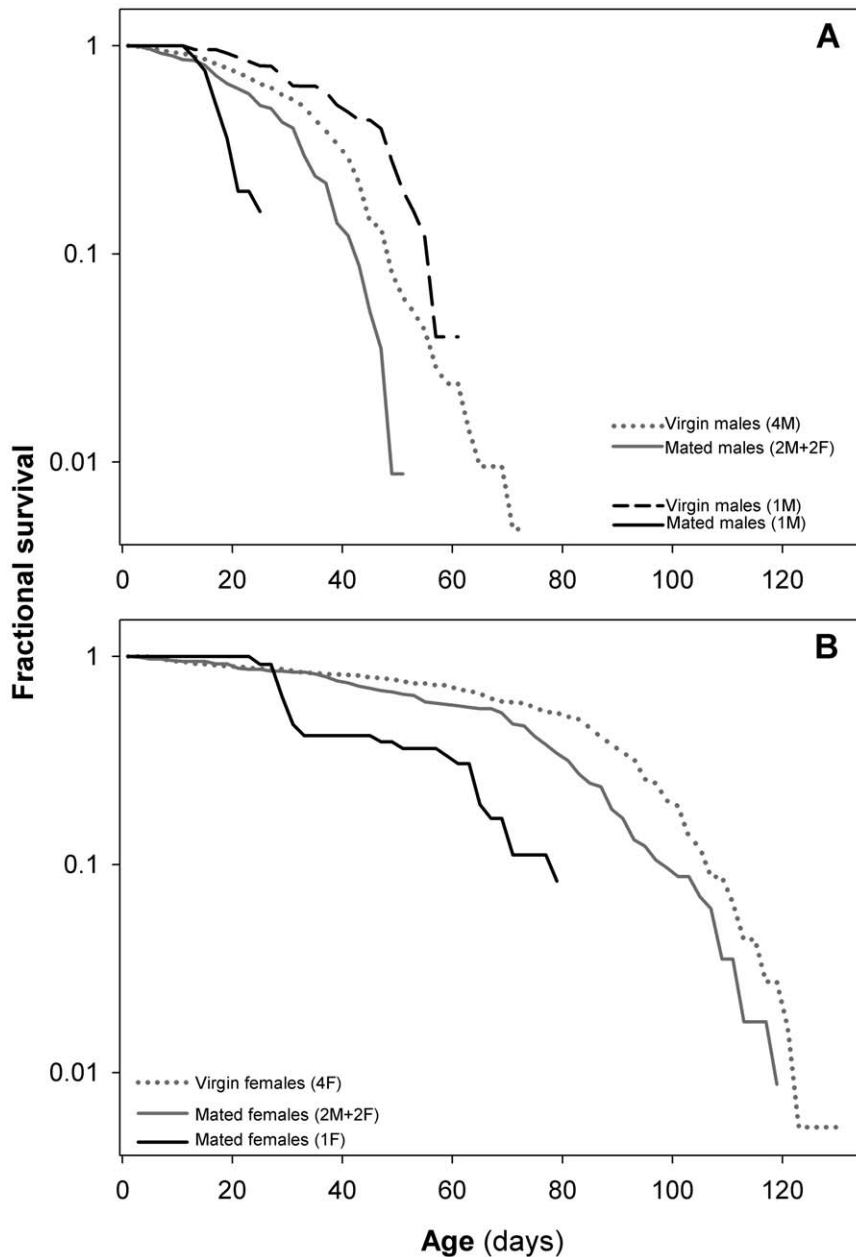 A
1
0.1
0.01
Virgin males (4M)
Mated males (2M+2F)
Virgin males (1M)
Mated males (1M)
0 20 40 60 80 100 120
Fractional survival
B
1
0.1
0.01
Virgin females (4F)
Mated females (2M+2F)
Mated females (1F)
0 20 40 60 80 100 120
Age (days)